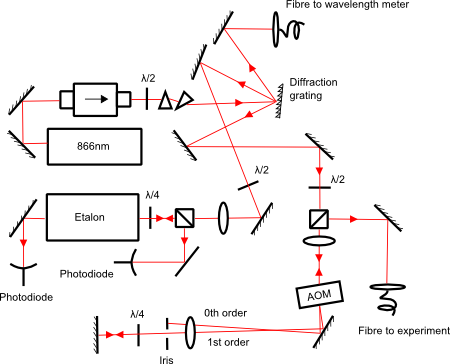 Fibre to wavelength meter
λ/2
Diffraction
grating
866nm
λ/2
λ/2
λ/4
Etalon
Photodiode
Photodiode
AOM
λ/4
0th order
1st order
Iris
Fibre to experiment